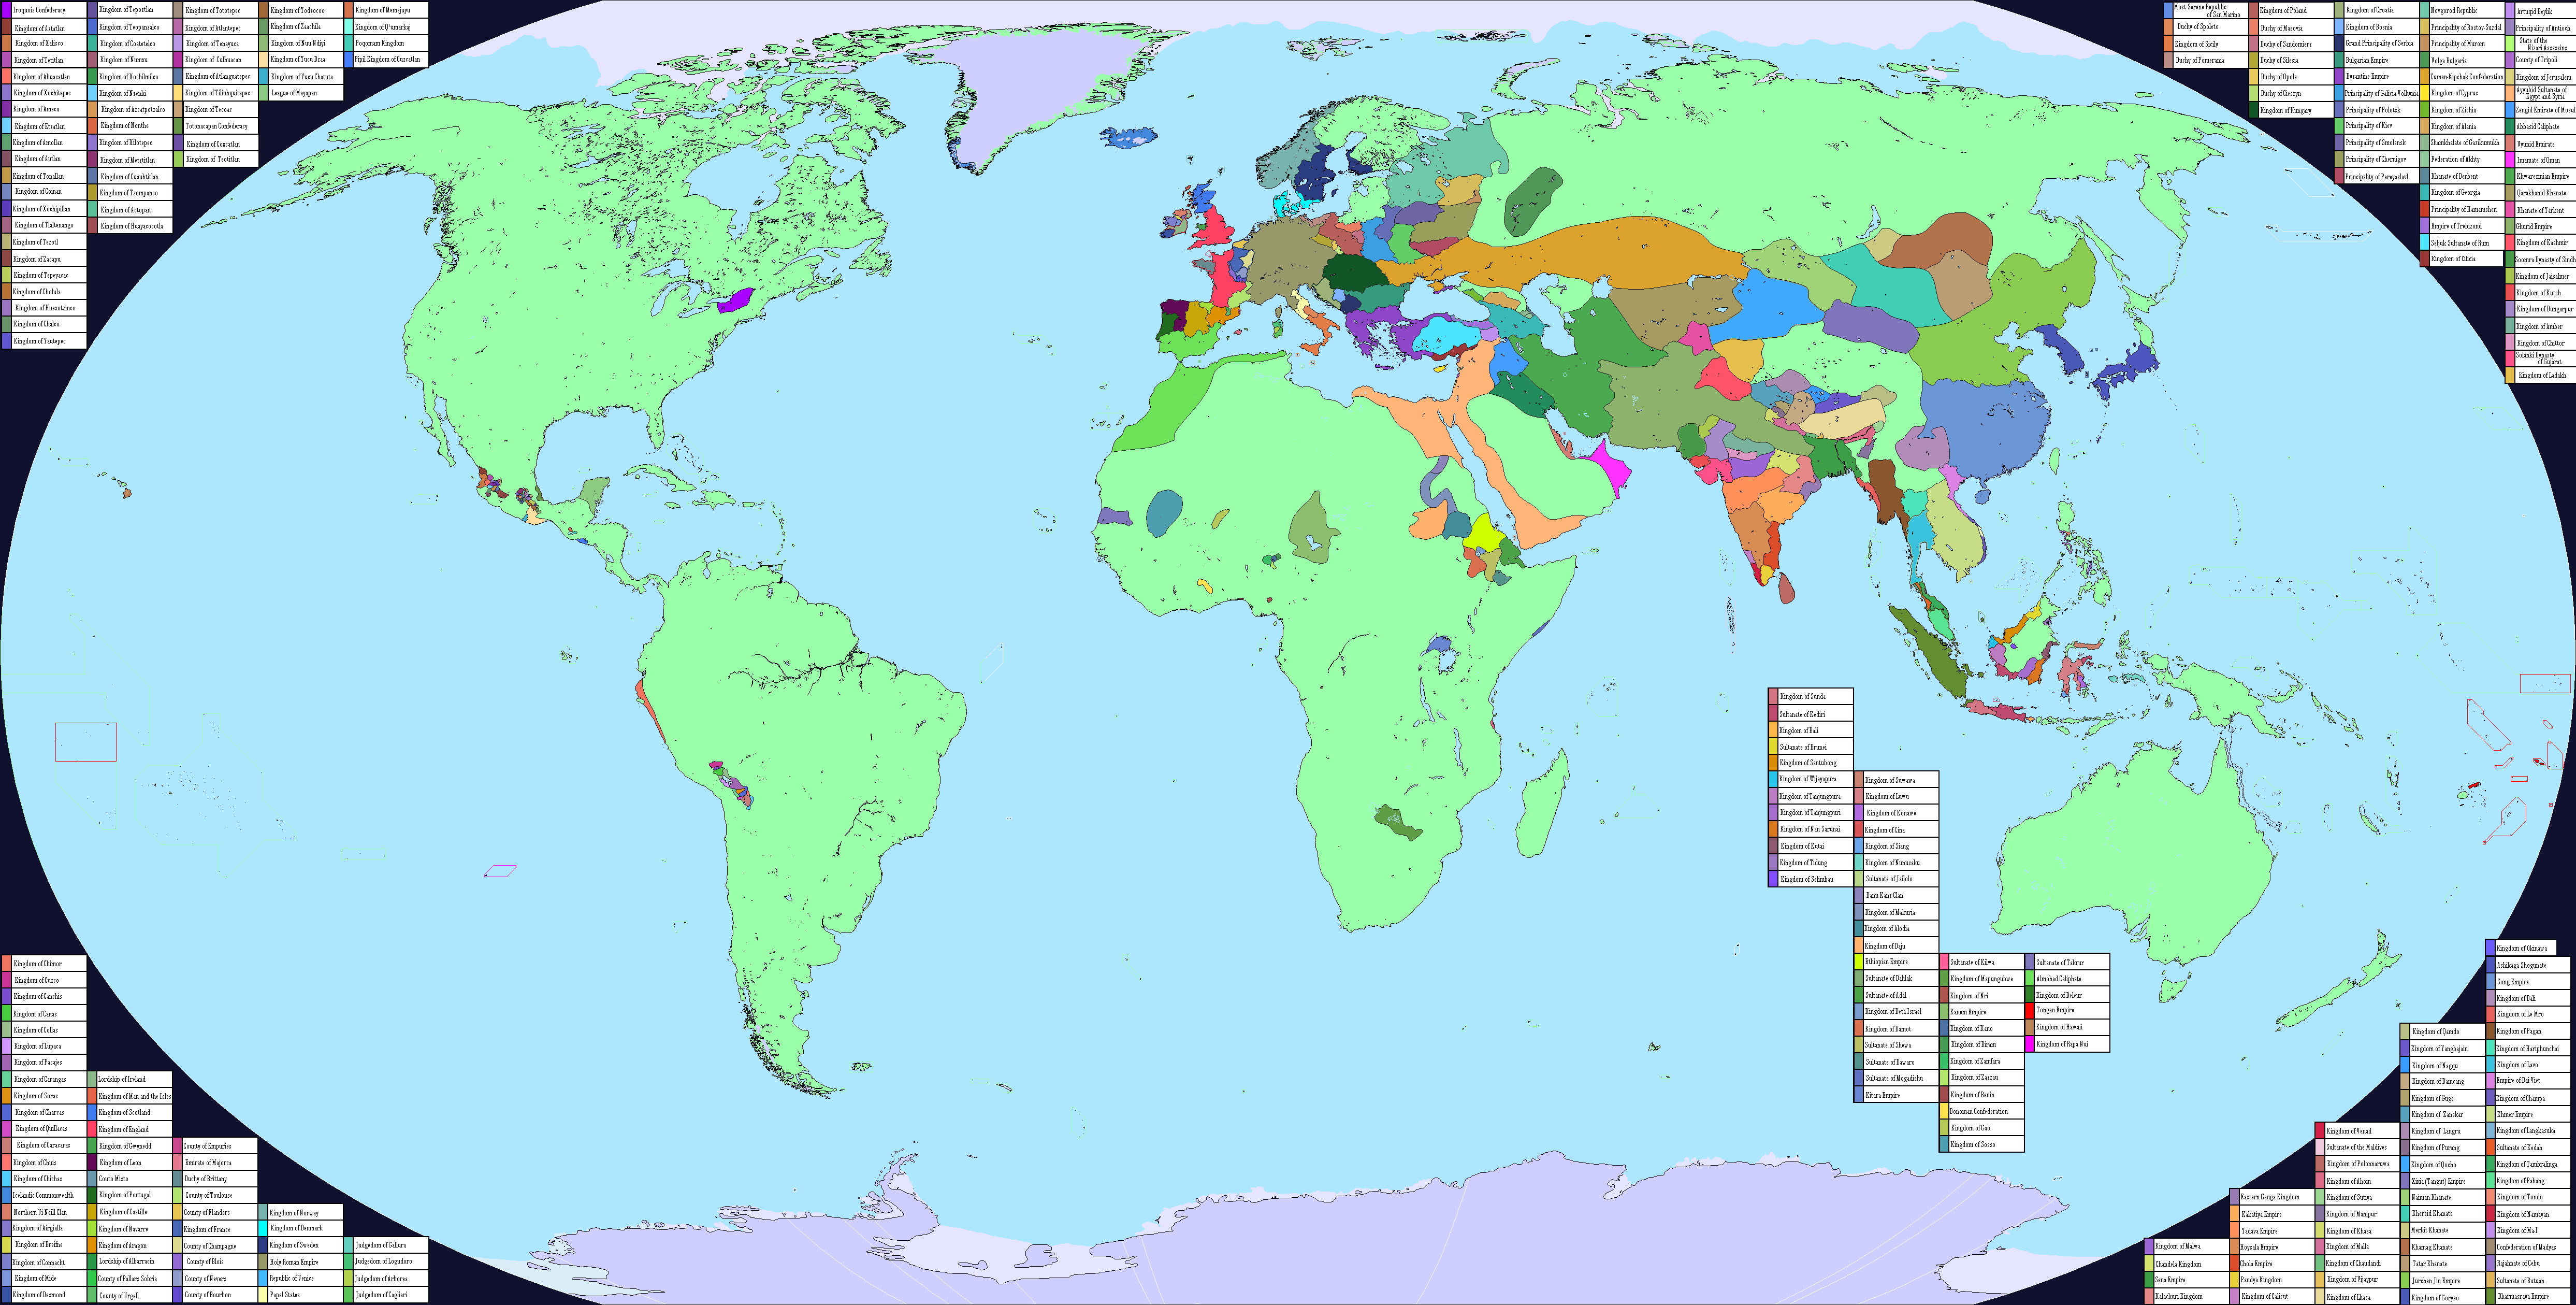 Iroquois Confederacy
Kingdom of Aztatlan
Kingdom of Xalisco
Kingdom of Tetitlan
Kingdom of Ahuacatlan
Kingdom of Xochitepec
Kingdom of Ameca
Kingdom of Etzatlan
Kingdom of Amollan
Kingdom of Autlan
Kingdom of Tonallan
Kingdom of Coinan
Kingdom of Xochipillan
Kingdom of Tlaltenango
Kingdom of Tecotl
Kingdom of Zacapu
Kingdom of Tepeyacac
Kingdom of Cholula
Kingdom of Huexotzinco
Kingdom of Chalco
Kingdom of Yautepec
Kingdom of Tepoztlan
Kingdom of Teopanzalco
Kingdom of Coatetelco
Kingdom of Xumxu
Kingdom of Xochimilco
Kingdom of Azcapotzalco
Kingdom of Xilotepec
Kingdom of Metztitlan
Kingdom of Cuauhtitlan
Kingdom of Tzompanco
Kingdom of Actopan
Kingdom of Huayacocotla
Kingdom of Tototepec
Kingdom of Atlantepec
Kingdom of Tenayuca
Kingdom of Culhuacan
Kingdom of Atlanguatepec
Kingdom of Tiliuhquitepec
Kingdom of Tecoac
Totonacapan Confederacy
Kingdom of Cozcatlan
Kingdom of Teotitlan
Kingdom of Yodzocoo
Kingdom of Zaachila
Kingdom of Nuu Ndiyi
Kingdom of Yucu Dzaa
Kingdom of Yucu Chatuta
League of Mayapan
Kingdom of Memejuyu
Kingdom of Q'umarkaj
Poqomam Kingdom
Pipil Kingdom of Cuzcatlan
Most Serene Republic
of San Marino
Duchy of Spoleto
Kingdom of Sicily
Duchy of Pomerania
Kingdom of Poland
Duchy of Masovia
Duchy of Sandomierz
Duchy of Silesia
Duchy of Opole
Duchy of Cieszyn
Kingdom of Hungary
Kingdom of Croatia
Kingdom of Bosnia
Grand Principality of Serbia
Bulgarian Empire
Byzantine Empire
Principality of Galicia Volhynia
Principality of Polotsk
Principality of Kiev
Principality of Smolensk
Principality of Chernigov
Principality of Pereyaslavl
Novgorod Republic
Principality of Rostov-Suzdal
Principality of Murom
Volga Bulgaria
Cuman-Kipchak Confederation
Kingdom of Cyprus
Kingdom of Zichia
Kingdom of Alania
Shamkhalate of Gazikumukh
Federation of Akhty
Khanate of Derbent
Kingdom of Georgia
Principality of Hamamshen
Empire of Trebizond
Seljuk Sultanate of Rum
Kingdom of Cilicia
Artuqid Beylik
Principality of Antioch
State of the
Nizari Assassins
County of Tripoli
Kingdom of Jerusalem
Ayyubid Sultanate of
Egypt and Syria
Zengid Emirate of Mosul
Abbasid Caliphate
Uyunid Emirate
Imamate of Oman
Khwarezmian Empire
Qarakhanid Khanate
Khanate of Yarkent
Ghurid Empire
Kingdom of Kashmir
Soomra Dynasty of Sindh
Kingdom of Jaisalmer
Kingdom of Kutch
Kingdom of Dungarpur
Kingdom of Amber
Kingdom of Chittor
Solanki Dynasty
of Gujarat
Kingdom of Ladakh
Kingdom of Sunda
Sultanate of Kediri
Kingdom of Bali
Sultanate of Brunei
Kingdom of Santubong
Kingdom of Wijayapura
Kingdom of Tanjungpura
Kingdom of Tanjungpuri
Kingdom of Nan Sarunai
Kingdom of Kutai
Kingdom of Tidung
Kingdom of Selimbau
Kingdom of Suwawa
Kingdom of Luwu
Kingdom of Konawe
Kingdom of Cina
Kingdom of Siang
Kingdom of Nunusaku
Sultanate of Jailolo
Banu Kanz Clan
Kingdom of Makuria
Kingdom of Alodia
Kingdom of Daju
Ethiopian Empire
Sultanate of Dahlak
Sultanate of Adal
Kingdom of Beta Israel
Kingdom of Damot
Sultanate of Shewa
Sultanate of Dawaro
Sultanate of Mogadishu
Kitara Empire
Sultanate of Kilwa
Kingdom of Mapungubwe
Kingdom of Nri
Kanem Empire
Kingdom of Kano
Kingdom of Biram
Kingdom of Zamfara
Kingdom of Zazzau
Kingdom of Benin
Bonoman Confederation
Kingdom of Gao
Kingdom of Sosso
Sultanate of Takrur
Almohad Caliphate
Kingdom of Beleur
Tongan Empire
Kingdom of Hawaii
Kingdom of Rapa Nui
Kingdom of Chimor
Kingdom of Cusco
Kingdom of Canchis
Kingdom of Canas
Kingdom of Collas
Kingdom of Lupaca
Kingdom of Pacajes
Kingdom of Carangas
Kingdom of Soras
Kingdom of Charcas
Kingdom of Quillacas
Kingdom of Carasaras
Kingdom of Chuis
Kingdom of Chichas
Icelandic Commonwealth
Northern Ui Neill Clan
Kingdom of Airgialla
Kingdom of Breifne
Kingdom of Connacht
Kingdom of Mide
Kingdom of Desmond
Lordship of Ireland
Kingdom of Man and the Isles
Kingdom of Scotland
Kingdom of England
Kingdom of Gwynedd
Kingdom of Leon
Couto Misto
Kingdom of Portugal
Kingdom of Castille
Kingdom of Navarre
Kingdom of Aragon
Lordship of Albarracin
County of Pallars Sobria
County of Urgell
County of Empuries
Emirate of Majorca
Duchy of Brittany
County of Toulouse
County of Flanders
Kingdom of France
County of Champagne
County of Blois
County of Nevers
County of Bourbon
Kingdom of Norway
Kingdom of Denmark
Kingdom of Sweden
Holy Roman Empire
Republic of Venice
Papal States
Judgedom of Gallura
Judgedom of Logudoro
Judgedom of Arborea
Judgedom of Cagliari
Kingdom of Malwa
Chandela Kingdom
Sena Empire
Kalachuri Kingdom
Eastern Ganga Kingdom
Kakatiya Empire
Yadava Empire
Hoysala Empire
Chola Empire
Pandya Kingdom
Kingdom of Calicut
Kingdom of Venad
Sultanate of the Maldives
Kingdom of Polonnaruwa
Kingdom of Ahom
Kingdom of Sutiya
Kingdom of Manipur
Kingdom of Khasa
Kingdom of Malla
Kingdom of Chaudandi
Kingdom of Vijaypur
Kingdom of Lhasa
Kingdom of Qamdo
Kingdom of Yangbajain
Kingdom of Nagqu
Kingdom of Bamcang
Kingdom of Guge
Kingdom of Zanskar
Kingdom of Langru
Kingdom of Purang
Kingdom of Qocho
Xixia (Tangut) Empire
Naiman Khanate
Khereid Khanate
Merkit Khanate
Khamag Khanate
Tatar Khanate
Jurchen Jin Empire
Kingdom of Goryeo
Kingdom of Okinawa
Ashikaga Shogunate
Song Empire
Kingdom of Dali
Kingdom of Le Mro
Kingdom of Pagan
Kingdom of Hariphunchai
Kingdom of Lavo
Empire of Dai Viet
Kingdom of Champa
Khmer Empire
Kingdom of Langkasuka
Sultanate of Kedah
Kingdom of Tambralinga
Kingdom of Pahang
Kingdom of Tondo
Kingdom of Namayan
Kingdom of Ma-I
Confederation of Madyas
Rajahnate of Cebu
Sultanate of Butuan
Dharmasraya Empire